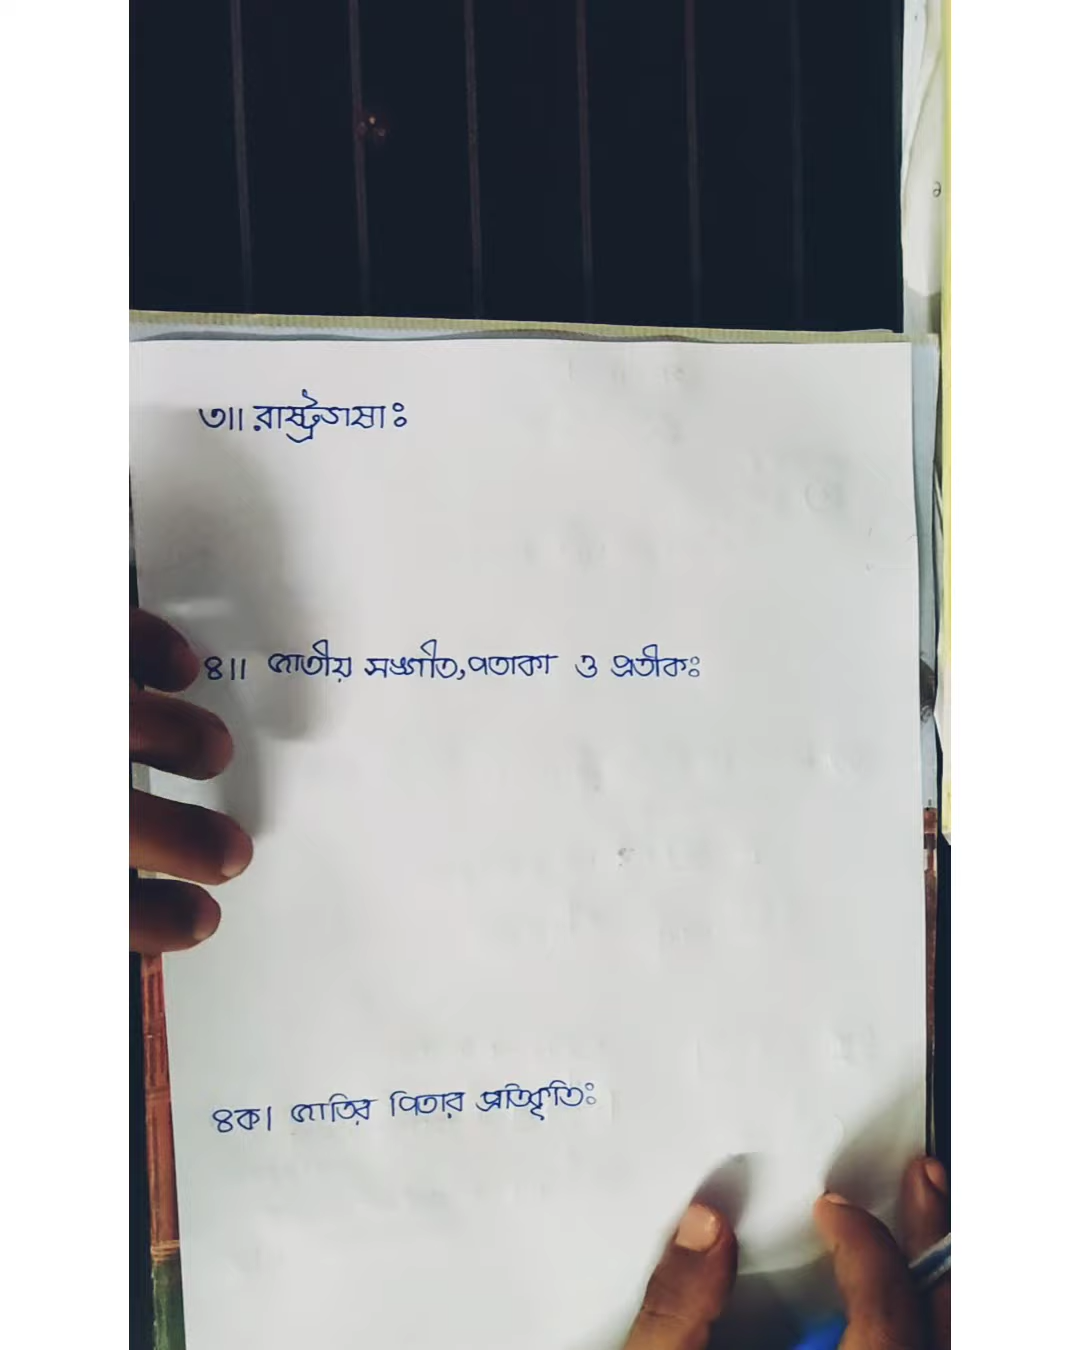 ৩॥ রাষ্ট্রভাষাঃ
৪॥ জাতীয় সঙ্গীত,পতাকা ও প্রতীকঃ
৪ক। জাতির পিতার প্রতিকৃতিঃ